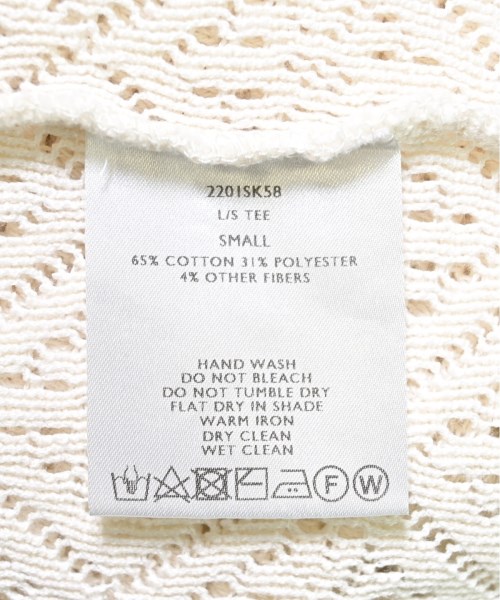 2201SK58
L/S TEE
SMALL
65% COTTON 31% POLYESTER
4% OTHER FIBERS
HAND WASH
DO NOT BLEACH
DO NOT TUMBLE DRY
FLAT DRY IN SHADE
WARM IRON
DRY CLEAN
WET CLEAN
F W